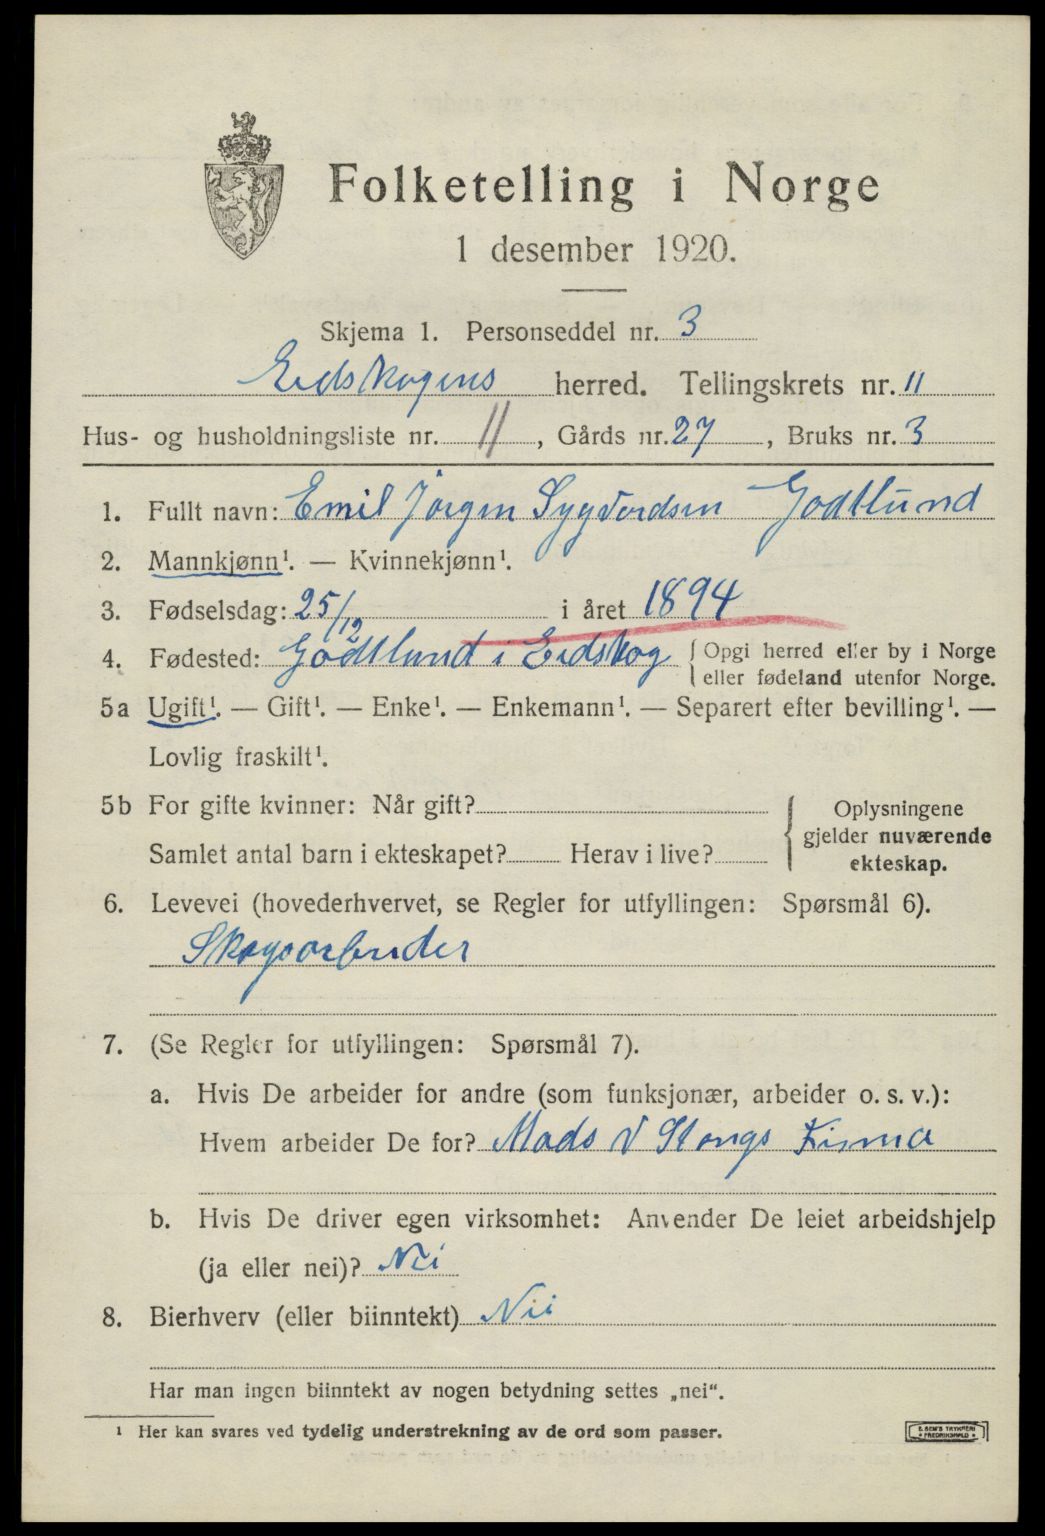 Folketelling i Norge
1 desember 1920.
Skjema 1. Personseddel nr. 3
Eidskogens herred. Tellingskrets nr. 11
Hus- og husholdningsliste nr. 11, Gårds nr. 27, Bruks nr. 3
1. Fullt navn: Emil Jörgen Sygvordsen Godtlund
2. Mannkjønn¹. — Kvinnekjønn¹.
3. Fødselsdag: 25/12 i året 1894
4. Fødested: Godtlund i Eidskog { Opgi herred eller by i Norge
eller fødeland utenfor Norge.
5a Ugift¹. — Gift¹. — Enke¹. — Enkemann¹. — Separert efter bevilling¹. —
Lovlig fraskilt¹.
5b For gifte kvinner: Når gift?
Samlet antal barn i ekteskapet? Herav i live?
Oplysningene
gjelder nuværende
ekteskap.
6. Levevei (hovederhvervet, se Regler for utfyllingen: Spørsmål 6).
Skogsarbeider
7. (Se Regler for utfyllingen: Spørsmål 7).
a. Hvis De arbeider for andre (som funksjonær, arbeider o. s. v.):
Hvem arbeider De for? Mads V Stangs Firma
b. Hvis De driver egen virksomhet: Anvender De leiet arbeidshjelp
(ja eller nei)? Nei
8. Bierhverv (eller biinntekt) Nei
Har man ingen biinntekt av nogen betydning settes „nei“.
¹ Her kan svares ved tydelig understrekning av de ord som passer.